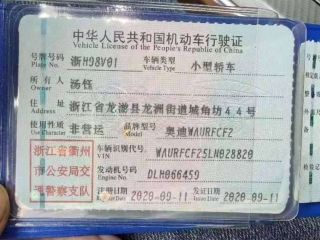 中华人民共和国机动车行驶证
Vehicle License of the People's Republic of China
号牌号码 浙HD8V01 车辆类型 小型轿车
Plate No. Vehicle Type
所有人 汤钰
Owner
住址 浙江省龙游县龙洲街道城角坊44号
Address
使用性质 非营运 品牌型号 奥迪WAURFCF2
Use Character Model
浙江省衢州
市公安局交
通警察支队
车辆识别代号 WAURFCF25LN028820
VIN
发动机号码 DLH066459
Engine No.
注册日期 2020-09-11 发证日期 2020-09-11
Register Date Issue Date